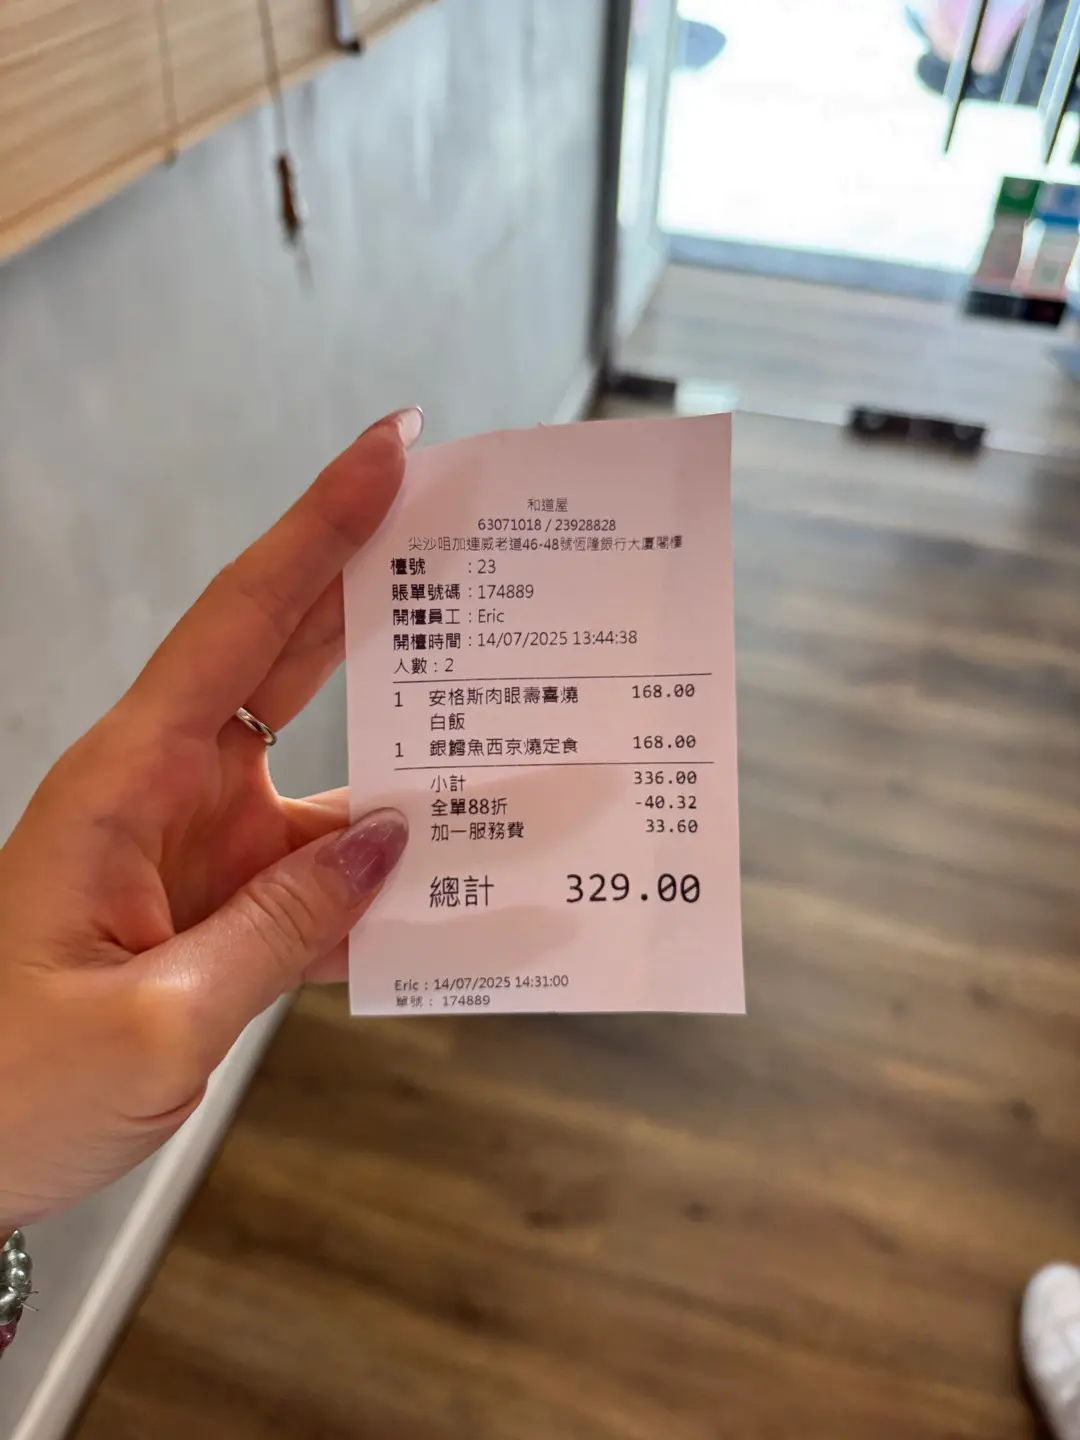 和道屋
63071018 / 23928828
尖沙咀加連威老道46-48號恆隆銀行大廈閣樓
檯號 : 23
賬單號碼 : 174889
開檯員工 : Eric
開檯時間 : 14/07/2025 13:44:38
人數 : 2
1 安格斯肉眼壽喜燒 168.00
白飯
1 銀鱈魚西京燒定食 168.00
小計 336.00
全單88折 -40.32
加一服務費 33.60
總計 329.00
Eric : 14/07/2025 14:31:00
單號 : 174889